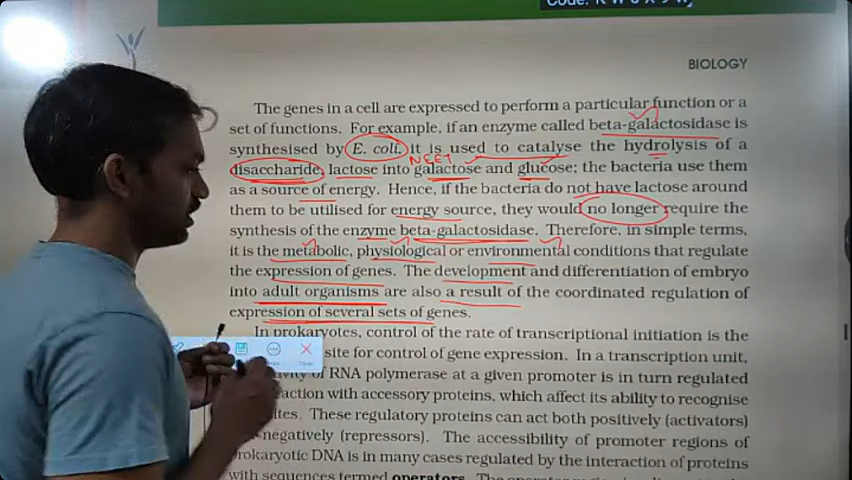 BIOLOGY
The genes in a cell are expressed to perform a particular function or a
set of functions. For example, if an enzyme called beta-galactosidase is
synthesised by E. coli, it is used to catalyse the hydrolysis of a
NEET
disaccharide, lactose into galactose and glucose; the bacteria use them
as a source of energy. Hence, if the bacteria do not have lactose around
them to be utilised for energy source, they would no longer require the
synthesis of the enzyme beta-galactosidase. Therefore, in simple terms,
it is the metabolic, physiological or environmental conditions that regulate
the expression of genes. The development and differentiation of embryo
into adult organisms are also a result of the coordinated regulation of
expression of several sets of genes.
In prokaryotes, control of the rate of transcriptional initiation is the
site for control of gene expression. In a transcription unit,
of RNA polymerase at a given promoter is in turn regulated
with accessory proteins, which affect its ability to recognise
These regulatory proteins can act both positively (activators)
negatively (repressors). The accessibility of promoter regions of
prokaryotic DNA is in many cases regulated by the interaction of proteins
with sequences termed operators.